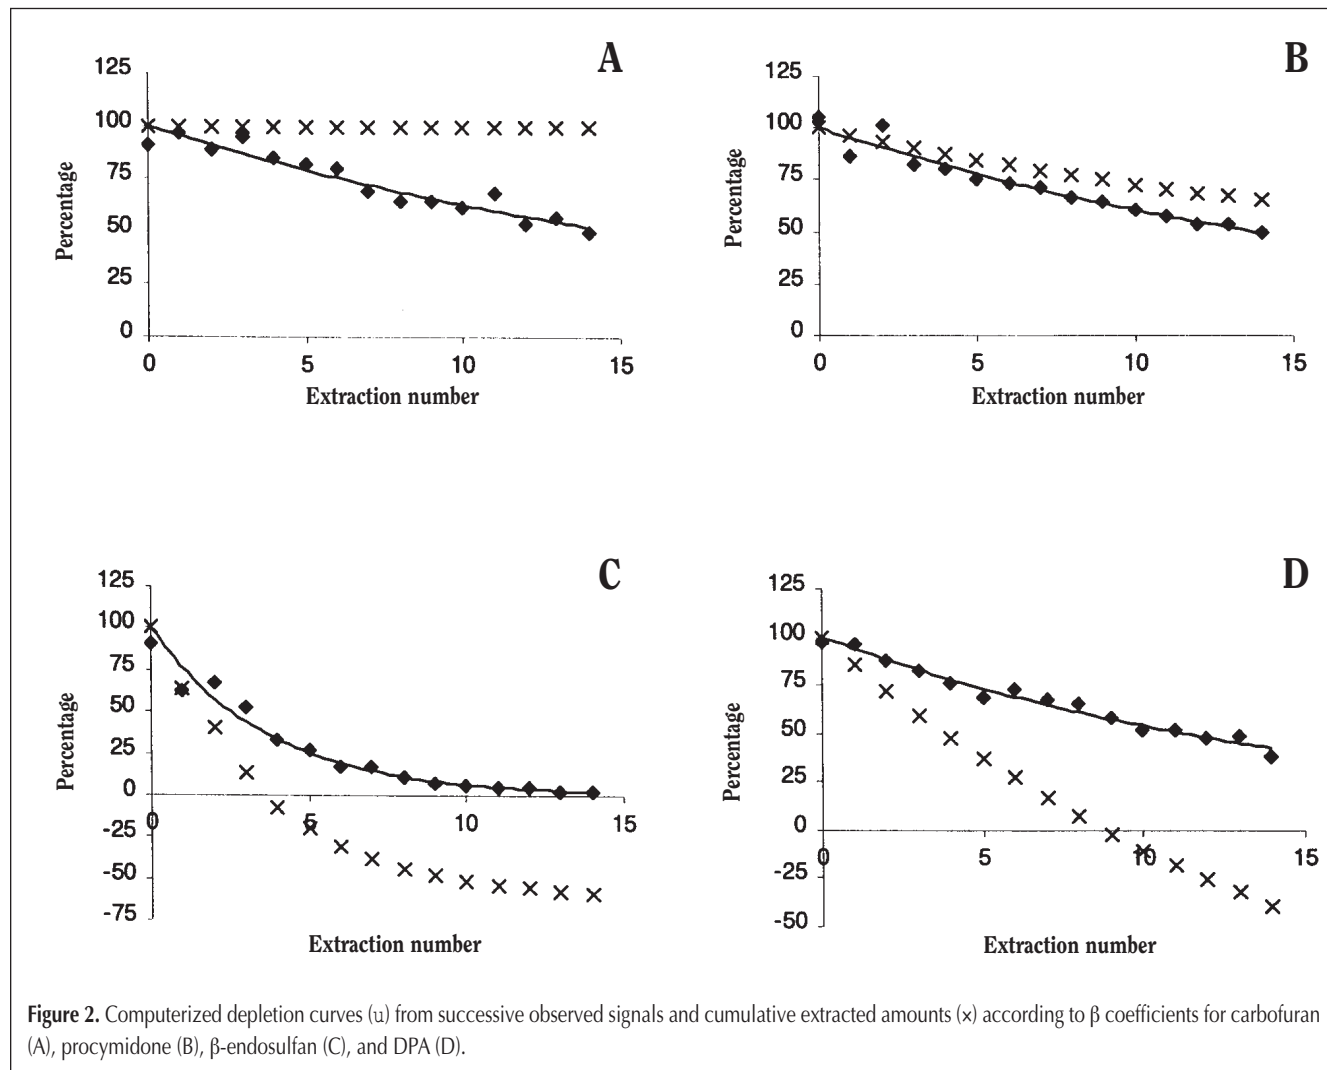 A
125
100
75
50
25
0
Percentage
0 5 10 15
Extraction number
B
125
100
75
50
25
0
Percentage
0 5 10 15
Extraction number
C
125
100
75
50
25
0
-25
-50
-75
Percentage
0 5 10 15
Extraction number
D
125
100
75
50
25
0
-25
-50
Percentage
0 5 10 15
Extraction number
Figure 2. Computerized depletion curves (u) from successive observed signals and cumulative extracted amounts (×) according to β coefficients for carbofuran
(A), procymidone (B), β-endosulfan (C), and DPA (D).